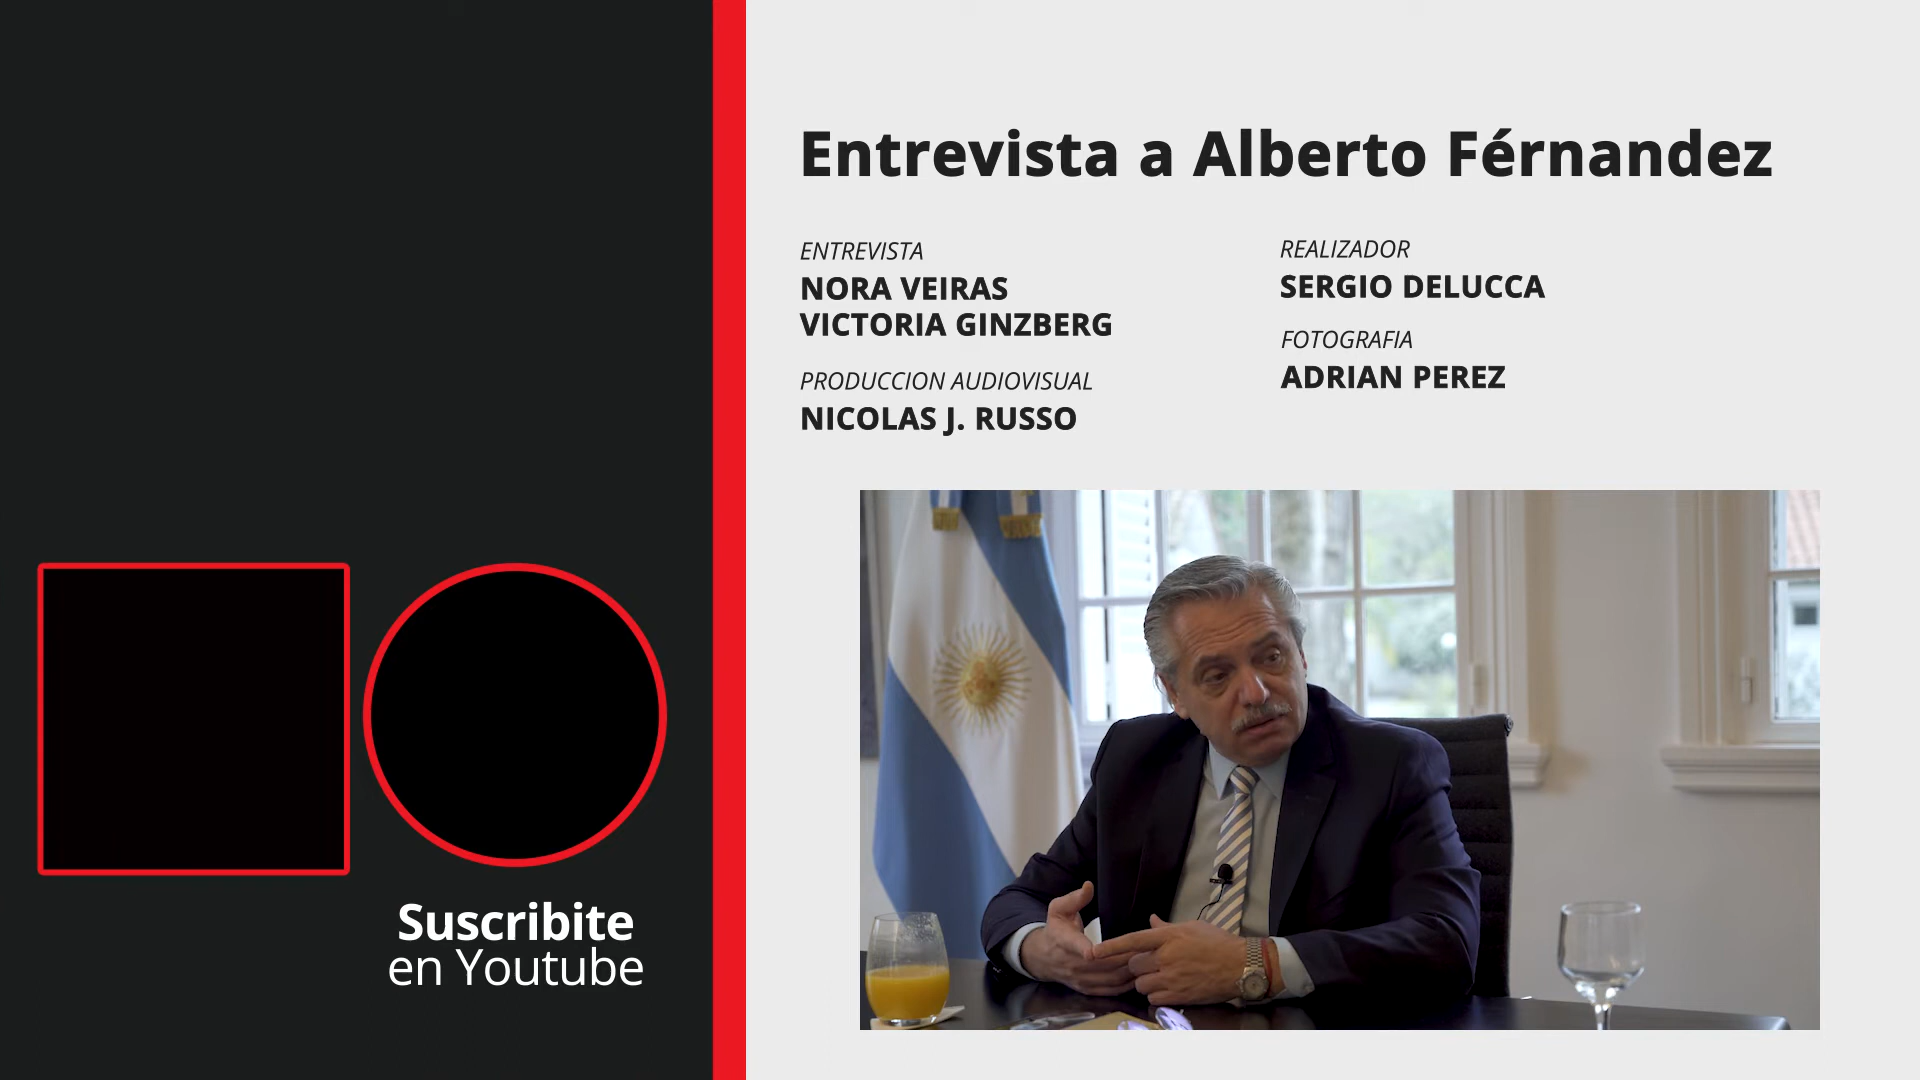 Entrevista a Alberto Férnandez
ENTREVISTA
NORA VEIRAS
VICTORIA GINZBERG
PRODUCCION AUDIOVISUAL
NICOLAS J. RUSSO
REALIZADOR
SERGIO DELUCCA
FOTOGRAFIA
ADRIAN PEREZ
Suscribite
en Youtube